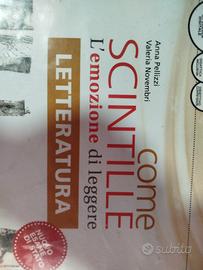 Anna Pellizzi
Valeria Novembri
come
SCINTILLE
L'emozione di leggere
LETTERATURA
subito